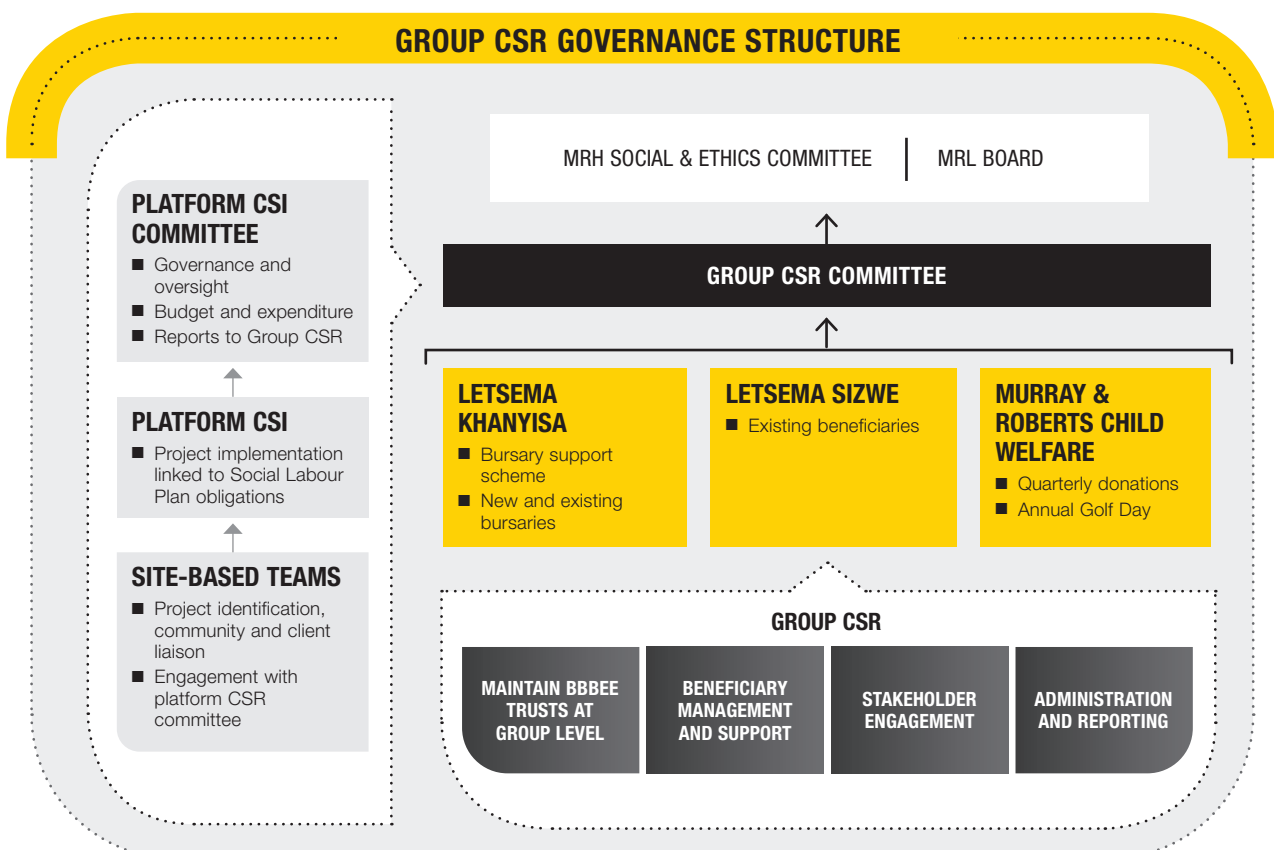 GROUP CSR GOVERNANCE STRUCTURE
PLATFORM CSI
COMMITTEE
■ Governance and
oversight
■ Budget and expenditure
■ Reports to Group CSR
PLATFORM CSI
■ Project implementation
linked to Social Labour
Plan obligations
SITE-BASED TEAMS
■ Project identification,
community and client
liaison
■ Engagement with
platform CSR
committee
MRH SOCIAL & ETHICS COMMITTEE | MRL BOARD
GROUP CSR COMMITTEE
LETSEMA
KHANYISA
■ Bursary support
scheme
■ New and existing
bursaries
LETSEMA SIZWE
■ Existing beneficiaries
MURRAY &
ROBERTS CHILD
WELFARE
■ Quarterly donations
■ Annual Golf Day
GROUP CSR
MAINTAIN BBBEE
TRUSTS AT
GROUP LEVEL
BENEFICIARY
MANAGEMENT
AND SUPPORT
STAKEHOLDER
ENGAGEMENT
ADMINISTRATION
AND REPORTING